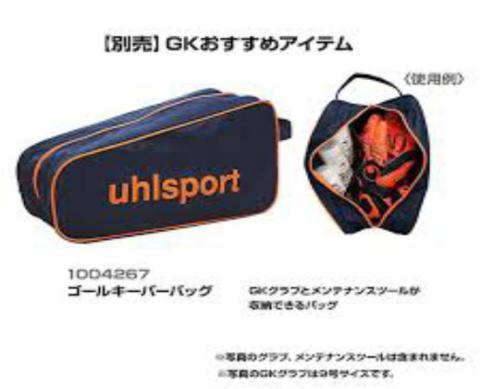 【別売】GKおすすめアイテム
〈使用例〉
uhlsport
1004267
ゴールキーパーバッグ
GKグラブとメンテナンスツールが
収納できるバッグ
※写真のグラブ、メンテナンスツールは含まれません。
※写真のGKグラブは9号サイズです。